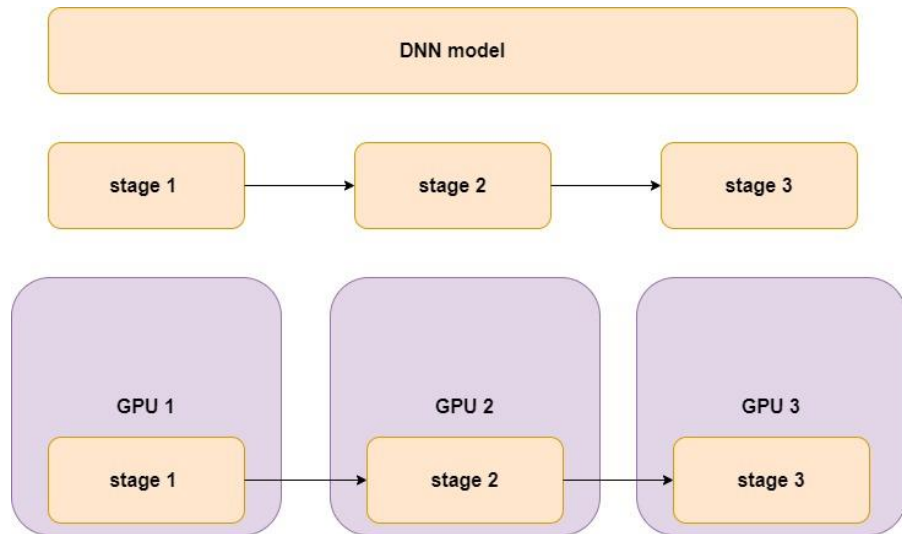 DNN model
stage 1
stage 2
stage 3
GPU 1
GPU 2
GPU 3
stage 1
stage 2
stage 3